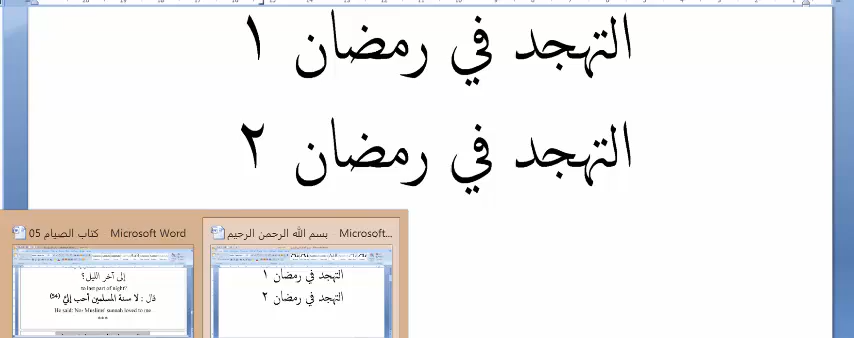 التهجد في رمضان ١
التهجد في رمضان ٢
كتاب الصيام 05 Microsoft Word
بسم الله الرحمن الرحيم Microsoft...
إلى آخر الليل؟
to last part of night?
قال : لا سنة المسلمين أحب إليَّ (54)
He said: No› Muslims' sunnah loved to me
***
التهجد في رمضان ١
التهجد في رمضان ٢